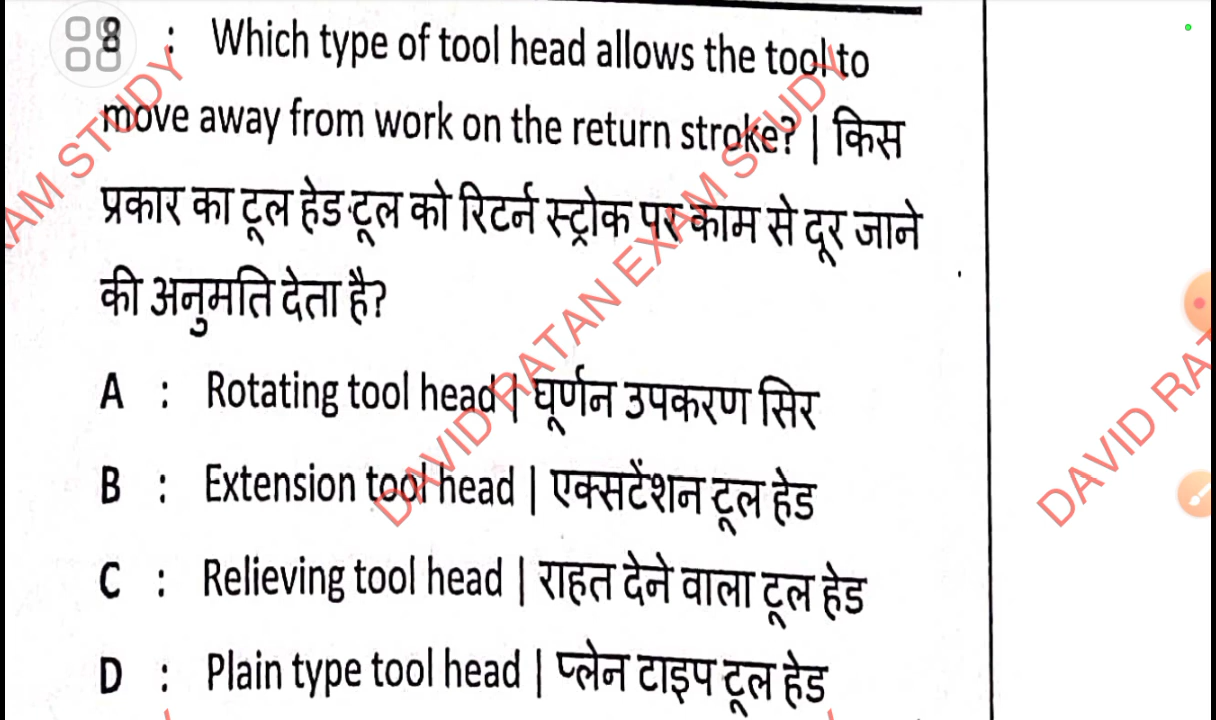 8 : Which type of tool head allows the tool to
move away from work on the return stroke? | किस
प्रकार का टूल हेड टूल को रिटर्न स्ट्रोक पर काम से दूर जाने
की अनुमति देता है?
A : Rotating tool head | घूर्णन उपकरण सिर
B : Extension tool head | एक्सटेंशन टूल हेड
C : Relieving tool head | राहत देने वाला टूल हेड
D : Plain type tool head | प्लेन टाइप टूल हेड
AM STUDY
DAVID RATAN EXAM STUDY
DAVID RA